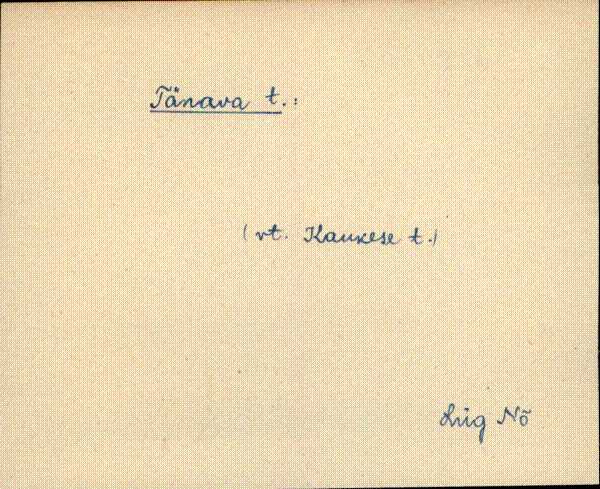 Tänava t.:
(vt. Kaukese t.)
Lüg Nõ